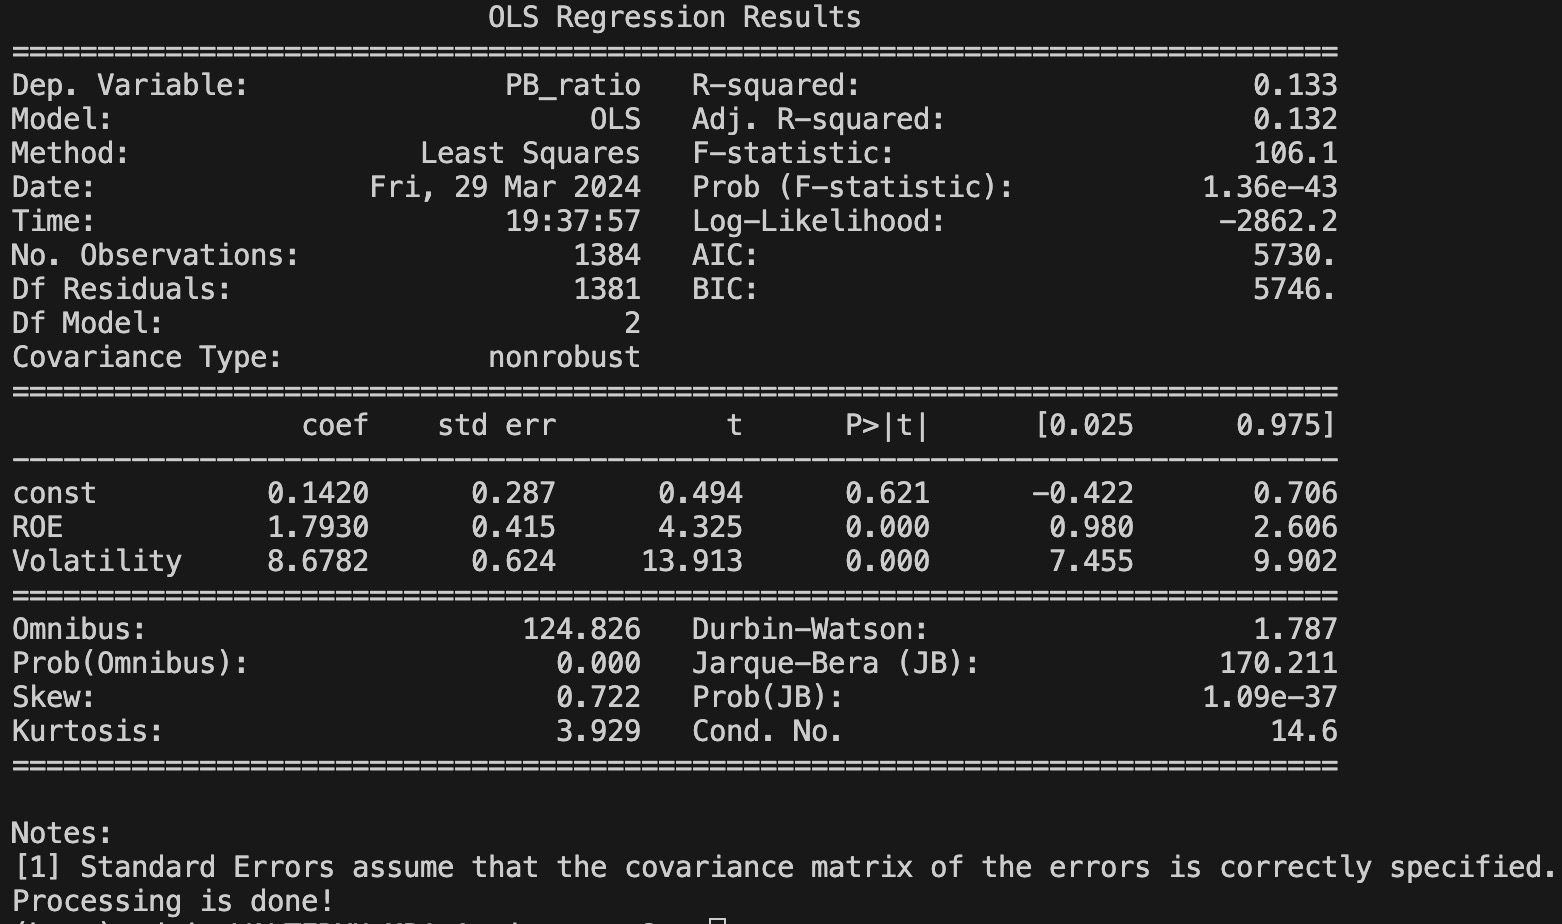 OLS Regression Results
==============================================================================
Dep. Variable: PB_ratio R-squared: 0.133
Model: OLS Adj. R-squared: 0.132
Method: Least Squares F-statistic: 106.1
Date: Fri, 29 Mar 2024 Prob (F-statistic): 1.36e-43
Time: 19:37:57 Log-Likelihood: -2862.2
No. Observations: 1384 AIC: 5730.
Df Residuals: 1381 BIC: 5746.
Df Model: 2
Covariance Type: nonrobust
==============================================================================
coef std err t P>|t| [0.025 0.975]
------------------------------------------------------------------------------
const 0.1420 0.287 0.494 0.621 -0.422 0.706
ROE 1.7930 0.415 4.325 0.000 0.980 2.606
Volatility 8.6782 0.624 13.913 0.000 7.455 9.902
==============================================================================
Omnibus: 124.826 Durbin-Watson: 1.787
Prob(Omnibus): 0.000 Jarque-Bera (JB): 170.211
Skew: 0.722 Prob(JB): 1.09e-37
Kurtosis: 3.929 Cond. No. 14.6
==============================================================================
Notes:
[1] Standard Errors assume that the covariance matrix of the errors is correctly specified.
Processing is done!